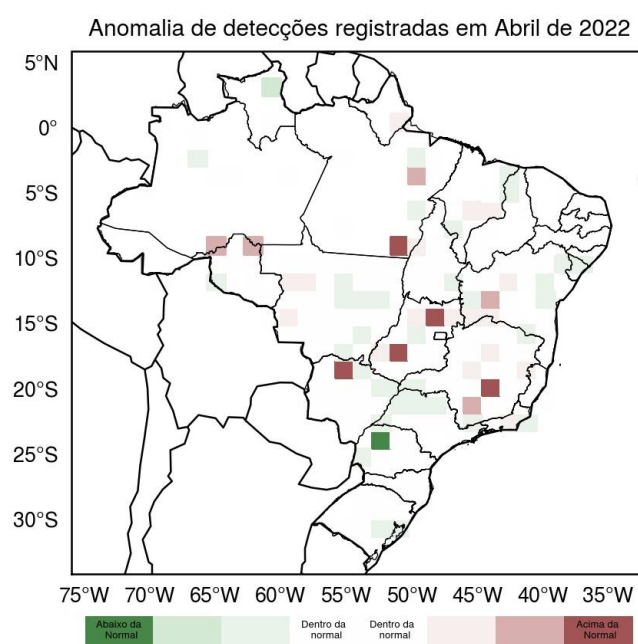 Anomalia de detecções registradas em Abril de 2022
5°N
0°
5°S
10°S
15°S
20°S
25°S
30°S
75°W 70°W 65°W 60°W 55°W 50°W 45°W 40°W 35°W
Abaixo da Normal
Dentro da normal
Dentro da normal
Acima da Normal